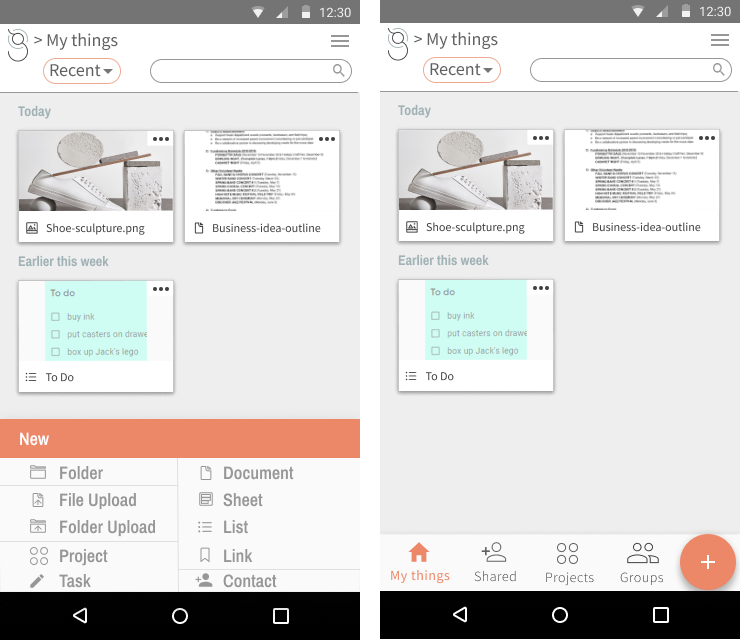 12:30
> My things
Recent
Today
Shoe-sculpture.png
Business-idea-outline
Earlier this week
To do
buy ink
put casters on drawe
box up Jack's lego
To Do
New
Folder
File Upload
Folder Upload
Project
Task
Document
Sheet
List
Link
Contact
12:30
> My things
Recent
Today
Shoe-sculpture.png
Business-idea-outline
Earlier this week
To do
buy ink
put casters on drawe
box up Jack's lego
To Do
My things
Shared
Projects
Groups